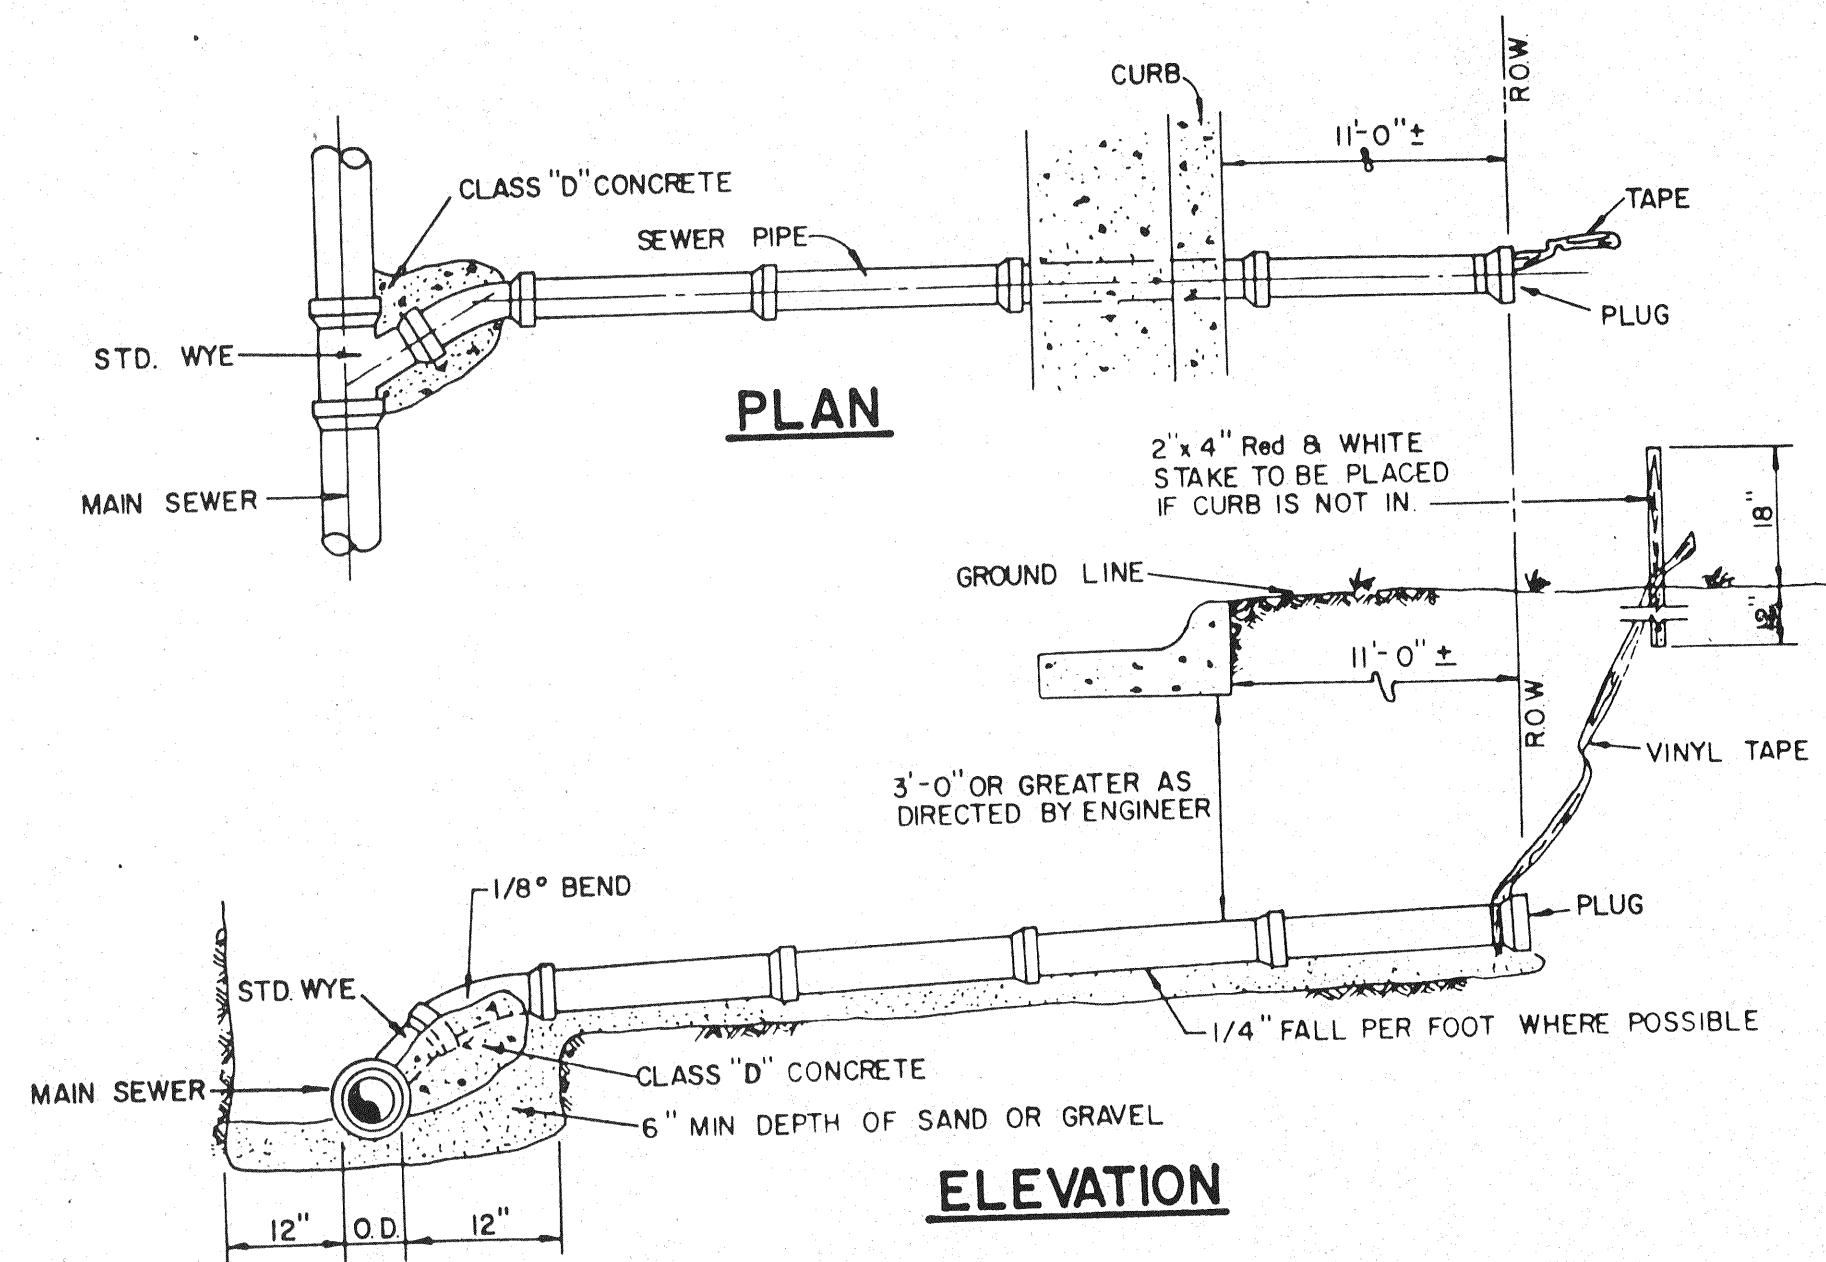 CURB
R.O.W.
11'-0" ±
CLASS "D" CONCRETE
TAPE
SEWER PIPE
PLUG
STD. WYE
PLAN
MAIN SEWER
2" x 4" Red & WHITE
STAKE TO BE PLACED
IF CURB IS NOT IN.
18"
GROUND LINE
11'-0" ±
R.O.W
VINYL TAPE
3'-0" OR GREATER AS
DIRECTED BY ENGINEER
1/8° BEND
PLUG
STD. WYE
1/4" FALL PER FOOT WHERE POSSIBLE
CLASS "D" CONCRETE
MAIN SEWER
6" MIN DEPTH OF SAND OR GRAVEL
ELEVATION
12"
O.D.
12"